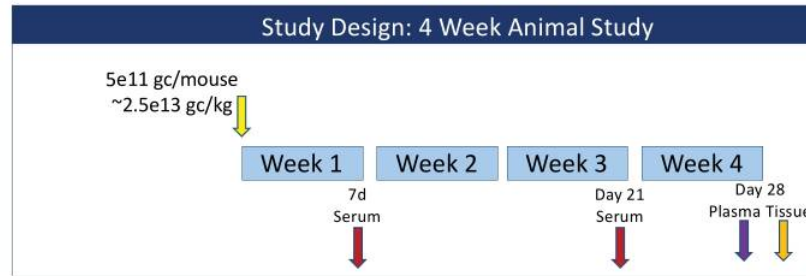 Study Design: 4 Week Animal Study
5e11 gc/mouse
~2.5e13 gc/kg
Week 1
Week 2
Week 3
Week 4
7d
Serum
Day 21
Serum
Day 28
Plasma Tissue